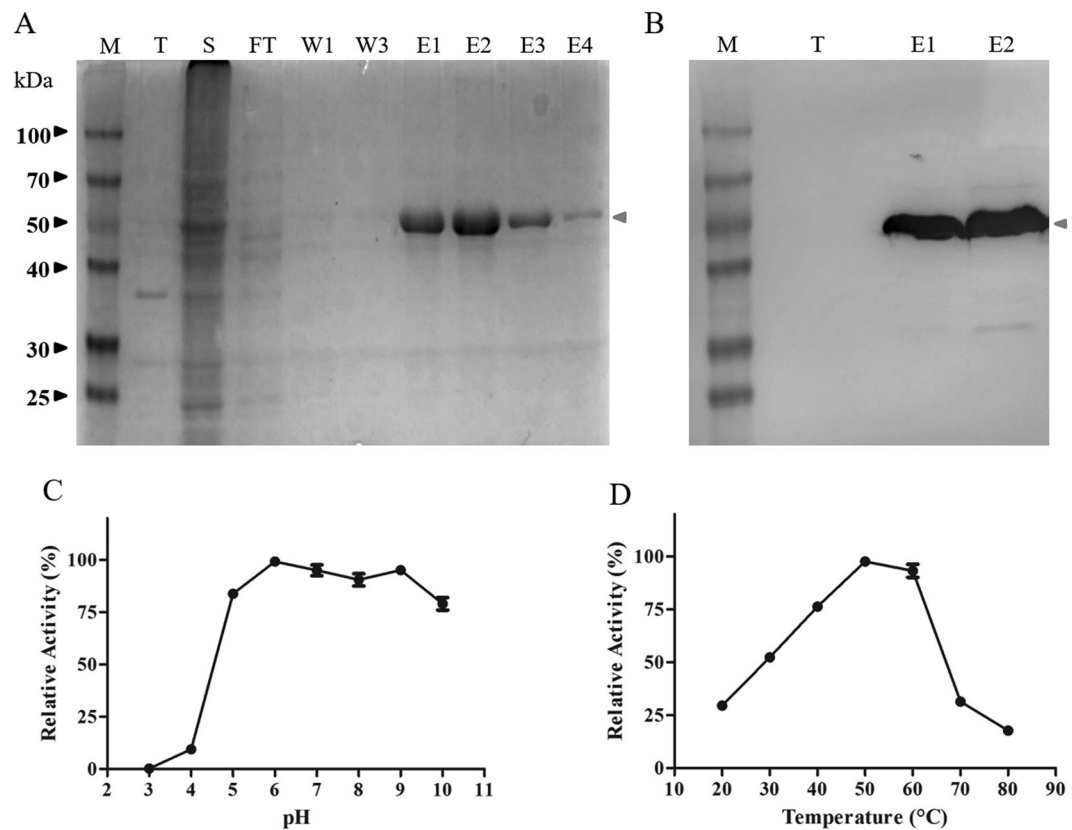 A
M T S FT W1 W3 E1 E2 E3 E4
kDa
100
70
50
40
30
25
B
M T E1 E2
C
Relative Activity (%)
100
75
50
25
0
2 3 4 5 6 7 8 9 10 11
pH
D
Relative Activity (%)
100
75
50
25
0
10 20 30 40 50 60 70 80 90
Temperature (°C)